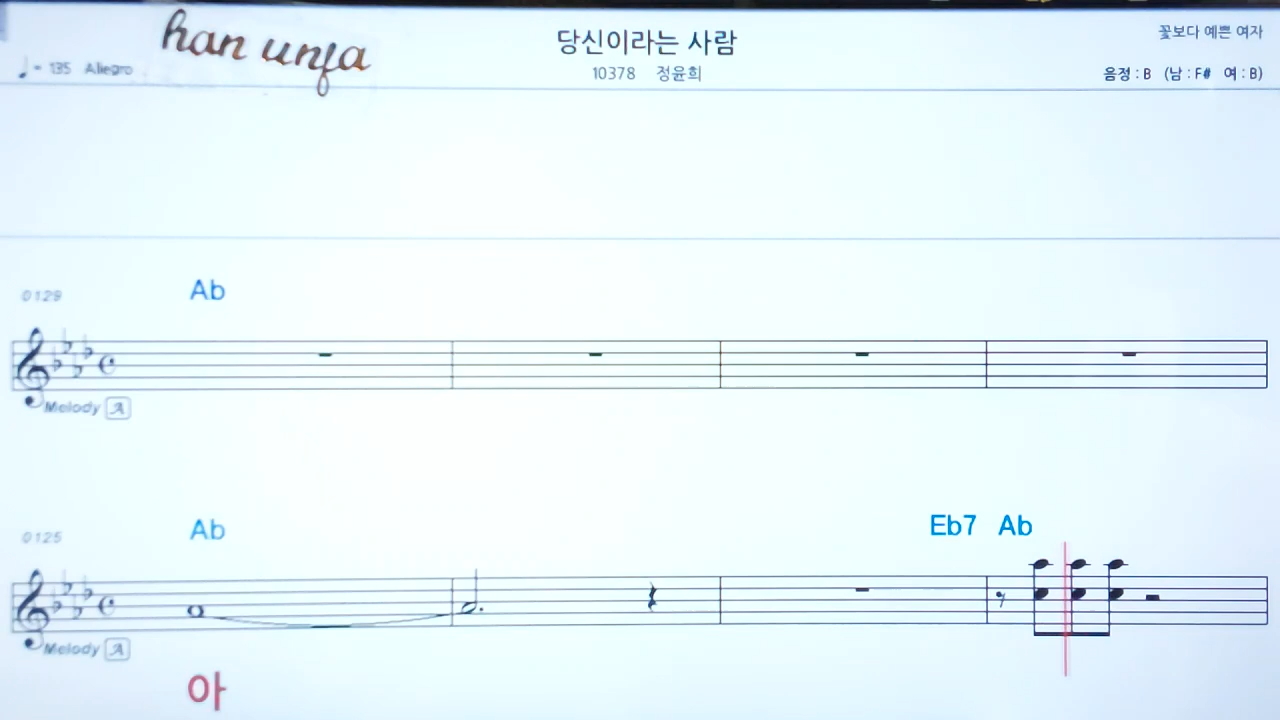 han unfa
당신이라는 사람
꽃보다 예쁜 여자
♩= 135 Allegro
10378 정윤희
음정 : B (남 : F# 여 : B)
0129
Ab
Melody A
0125
Ab
Eb7 Ab
Melody A
아